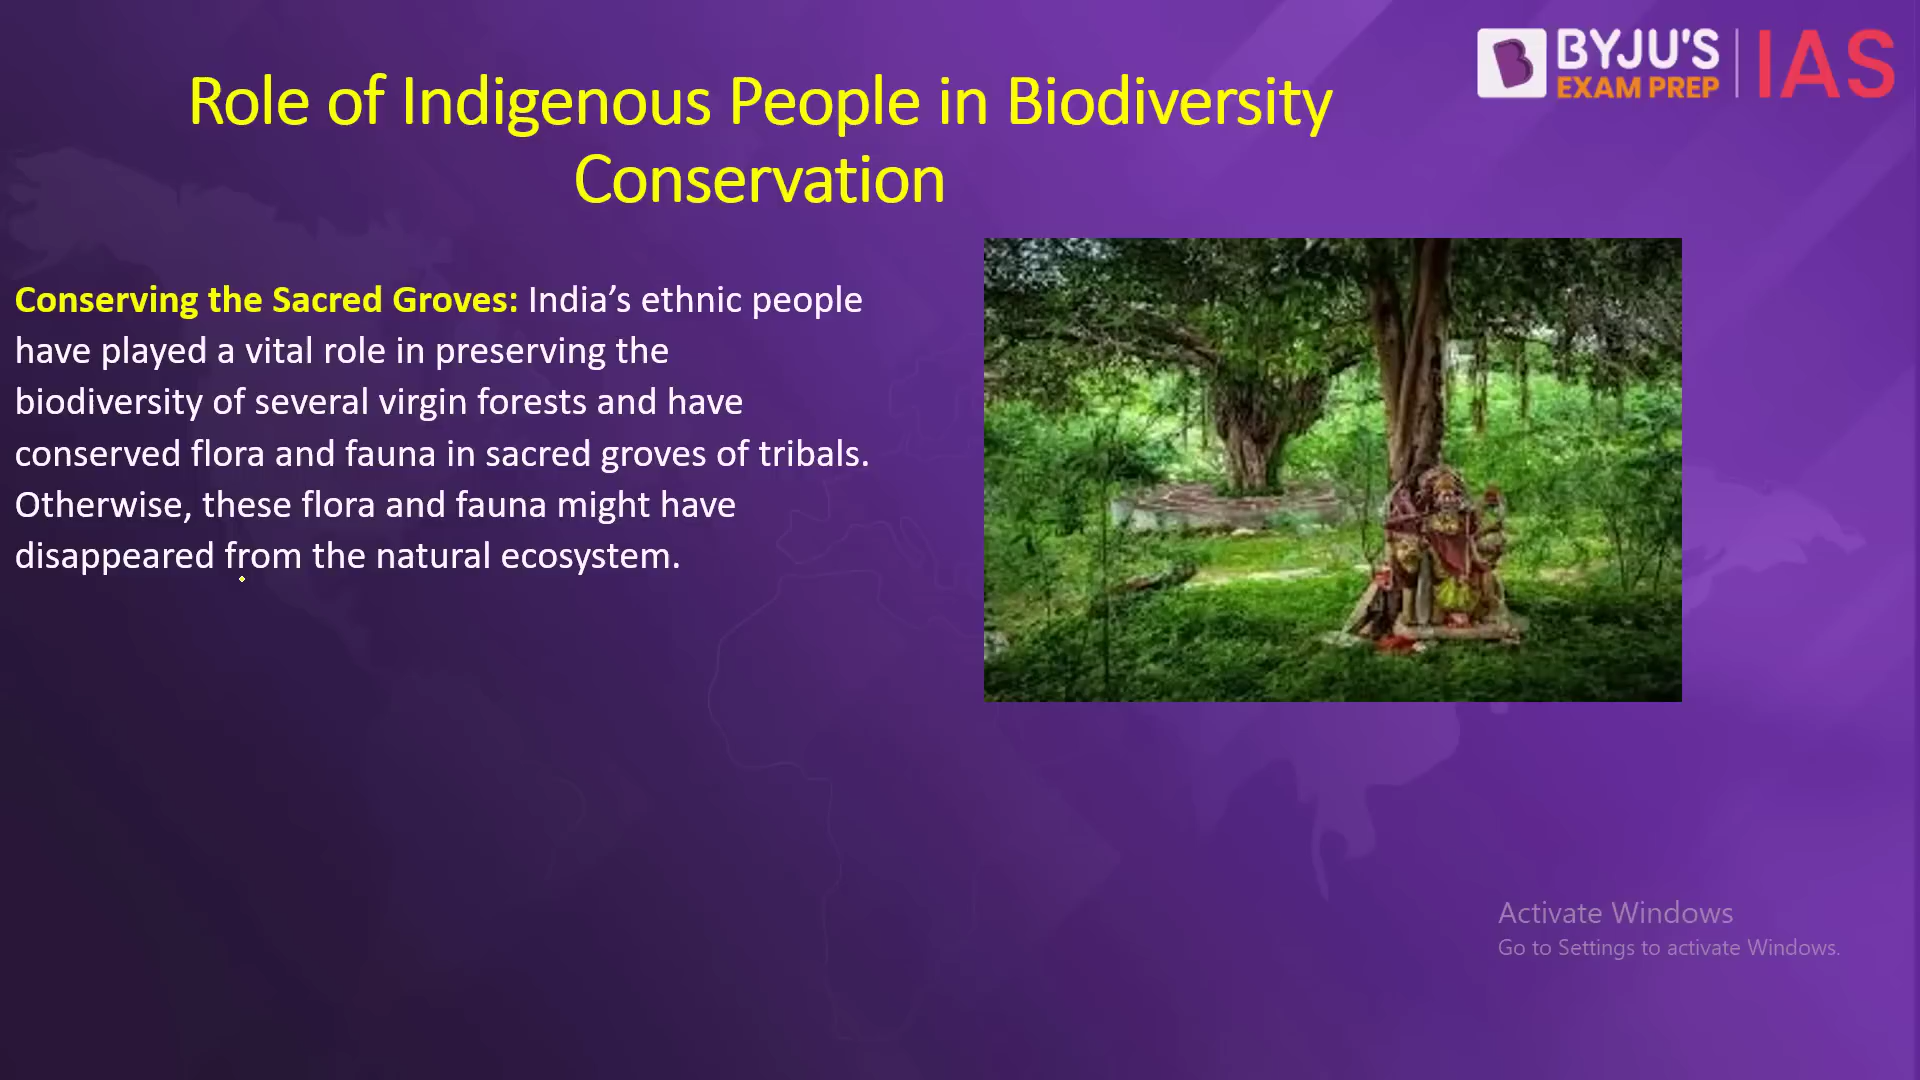 BYJU'S
EXAM PREP
IAS
Role of Indigenous People in Biodiversity
Conservation
Conserving the Sacred Groves: India’s ethnic people
have played a vital role in preserving the
biodiversity of several virgin forests and have
conserved flora and fauna in sacred groves of tribals.
Otherwise, these flora and fauna might have
disappeared from the natural ecosystem.
Activate Windows
Go to Settings to activate Windows.